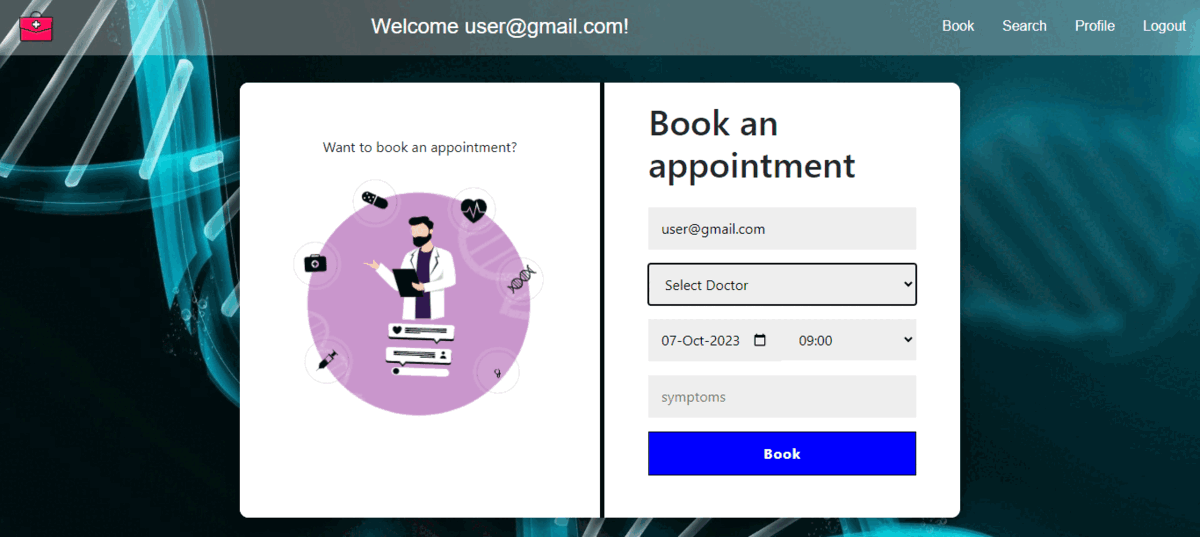 Welcome user@gmail.com!
Book
Search
Profile
Logout
Want to book an appointment?
Book an
appointment
user@gmail.com
Select Doctor
07-Oct-2023
09:00
symptoms
Book